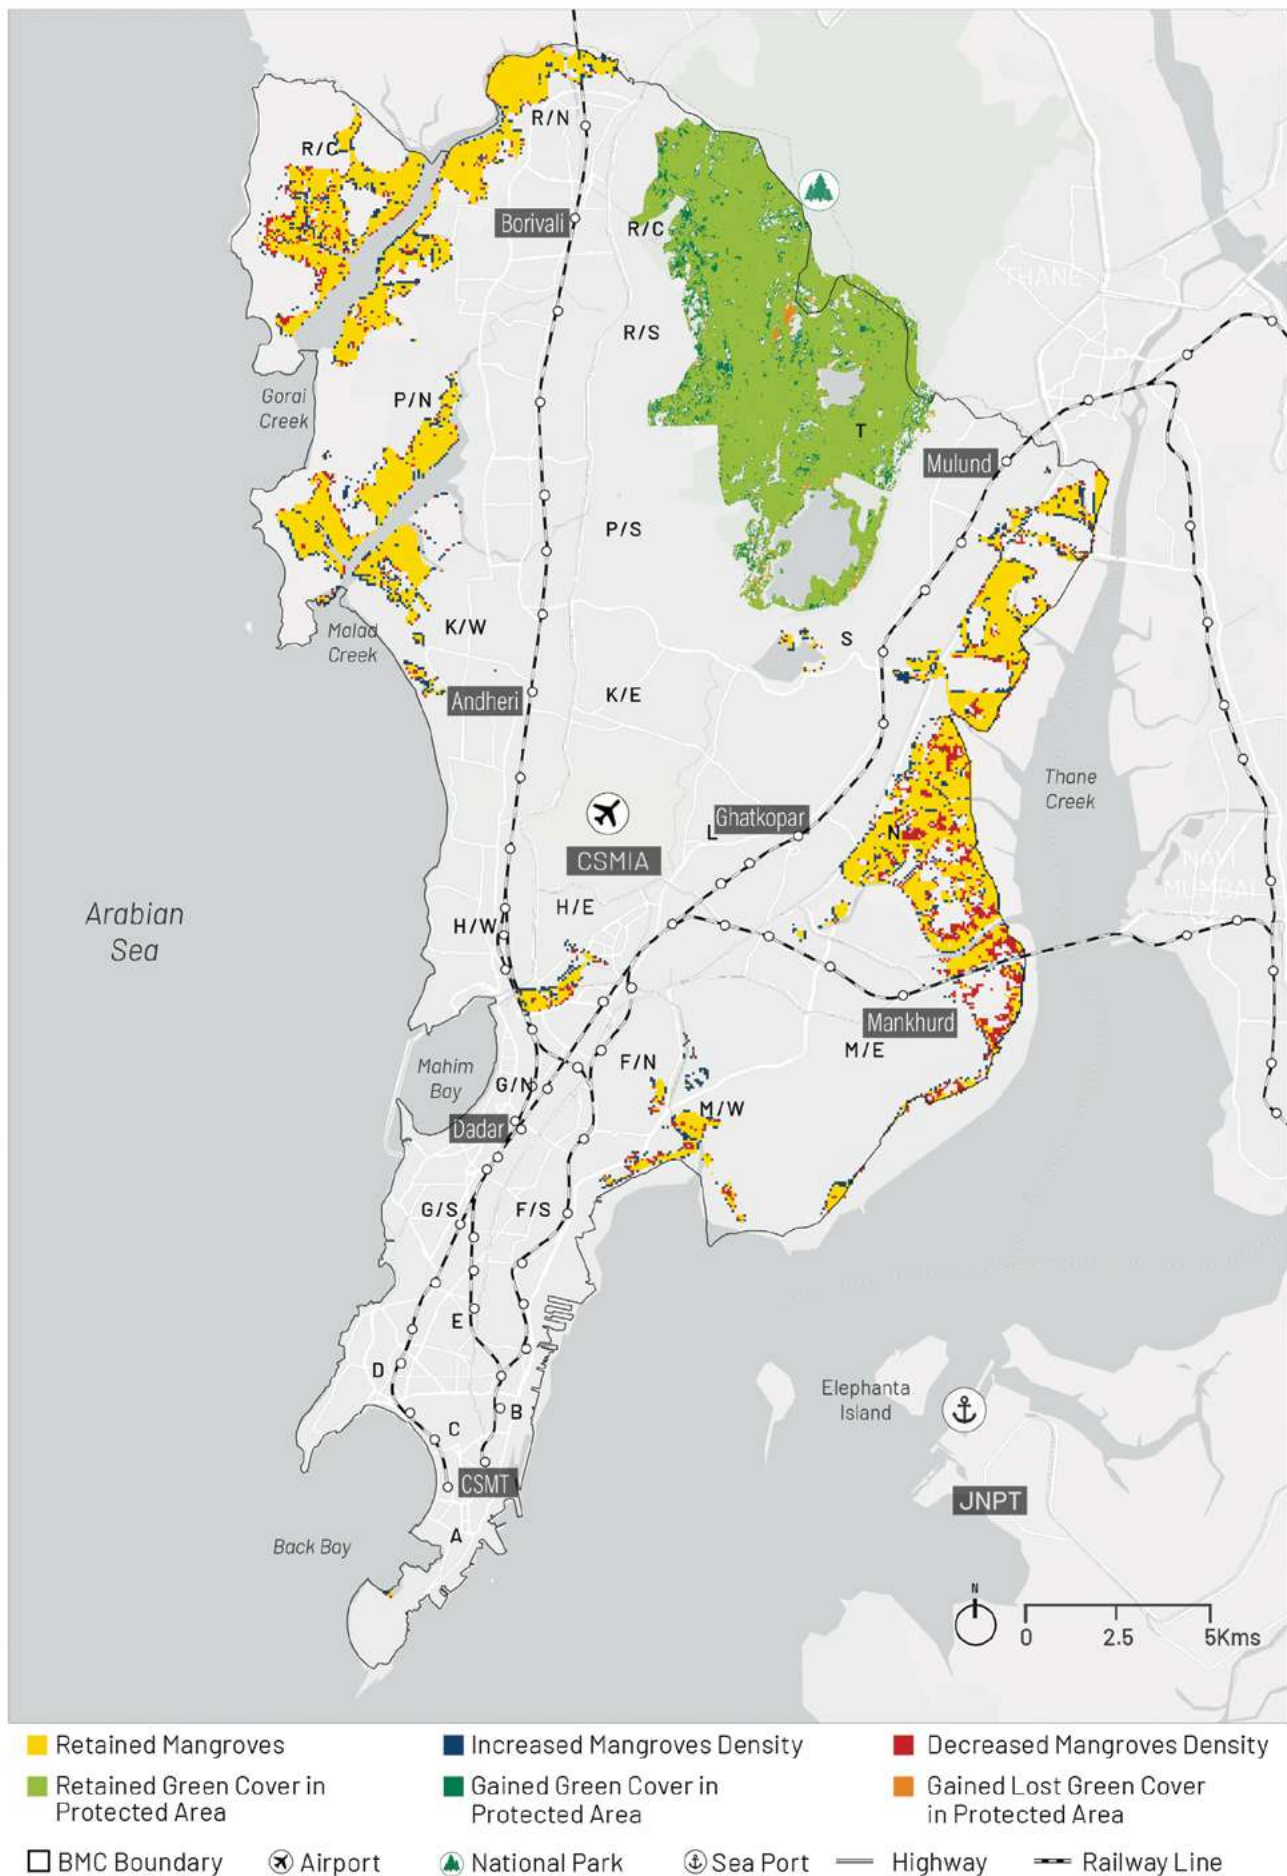 R/N
R/C
Borivali
R/C
THANE
R/S
Gorai
Creek
P/N
T
Mulund
P/S
Malad
Creek
K/W
S
Andheri
K/E
Thane
Creek
Ghatkopar
L
N
CSMIA
NAVI
MUMBAI
Arabian
Sea
H/E
H/W
Mankhurd
M/E
Mahim
Bay
F/N
G/N
M/W
Dadar
G/S
F/S
E
D
Elephanta
Island
B
C
CSMT
JNPT
A
Back Bay
N
0
2.5
5Kms
Retained Mangroves
Increased Mangroves Density
Decreased Mangroves Density
Retained Green Cover in
Protected Area
Gained Green Cover in
Protected Area
Gained Lost Green Cover
in Protected Area
BMC Boundary
Airport
National Park
Sea Port
Highway
Railway Line